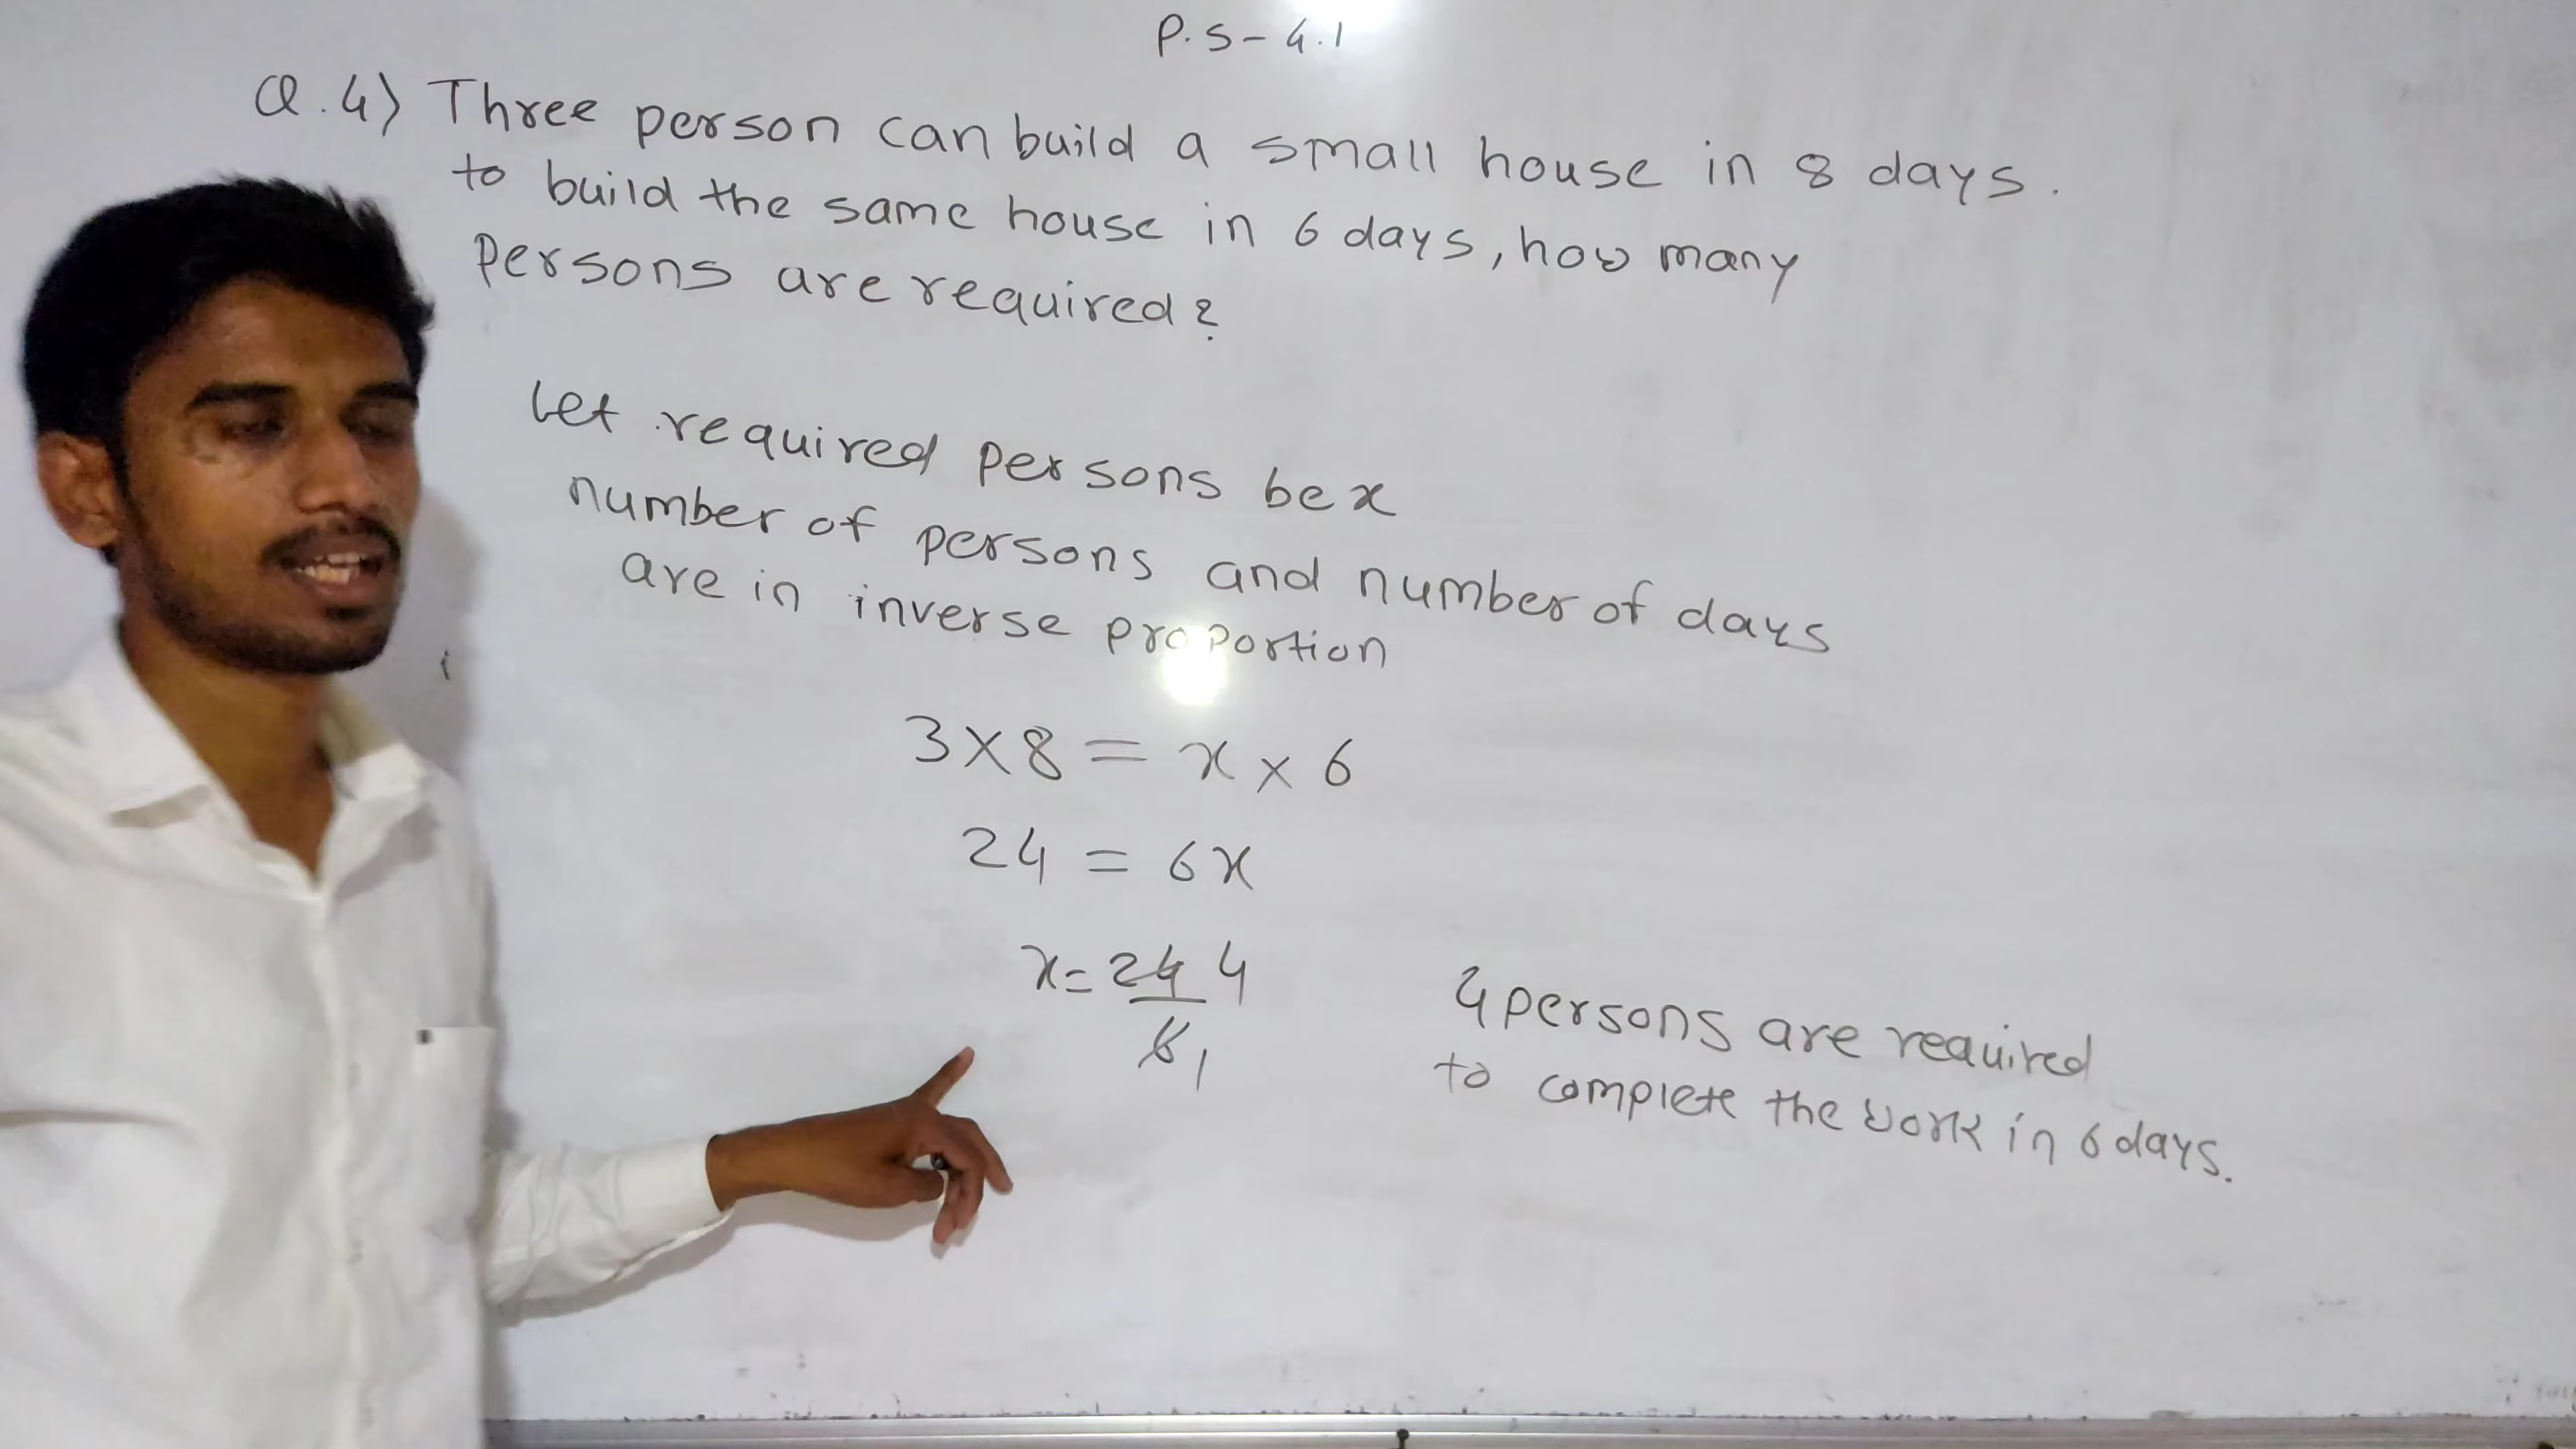 P.S-4.1
Q.4) Three person can build a small house in 8 days.
to build the same house in 6 days, how many
Persons are required?
Let required persons be x
number of persons and number of days
are in inverse proportion
3×8 = x × 6
24 = 6x
x = 24 4
6 1
4 persons are required
to complete the work in 6 days.